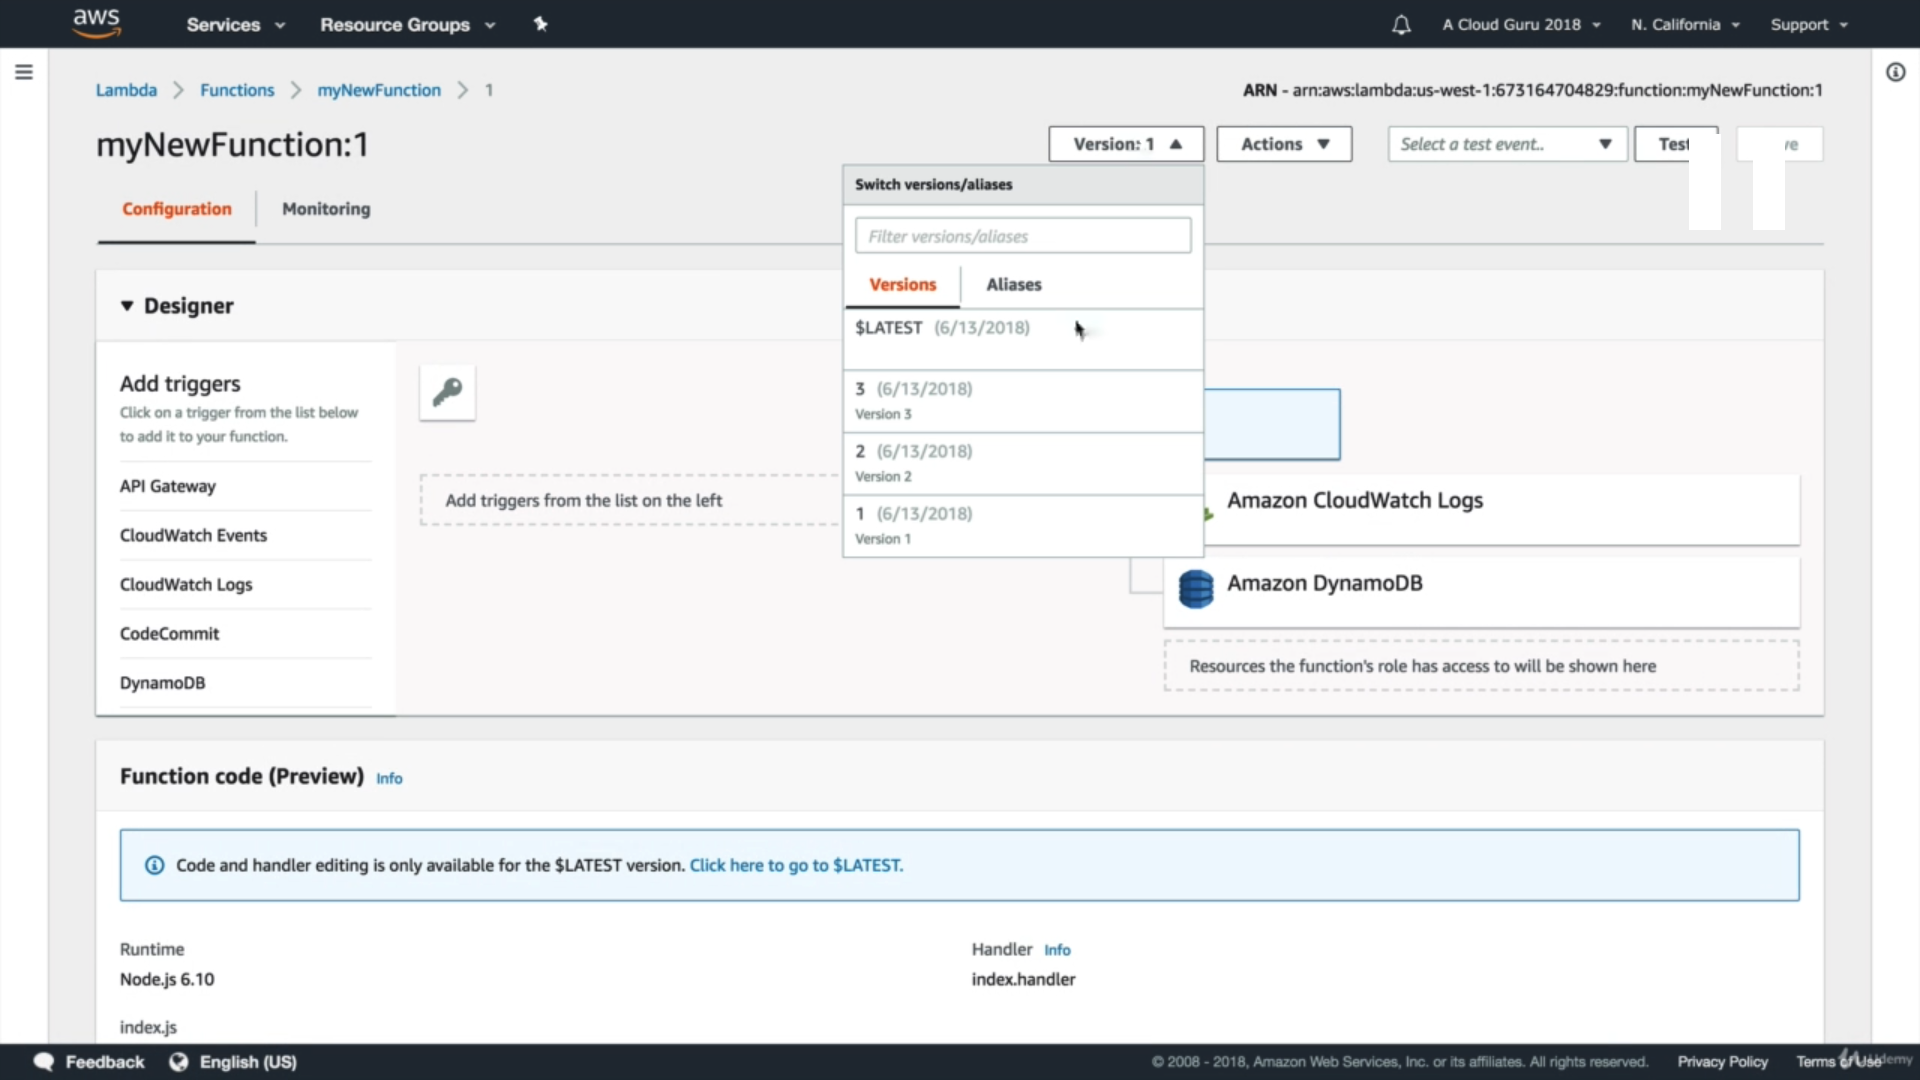 aws
Services
Resource Groups
A Cloud Guru 2018
N. California
Support
Lambda
Functions
myNewFunction
1
ARN - arn:aws:lambda:us-west-1:673164704829:function:myNewFunction:1
myNewFunction:1
Version: 1
Actions
Select a test event..
Test
Configuration
Monitoring
Switch versions/aliases
Filter versions/aliases
Versions
Aliases
$LATEST (6/13/2018)
3 (6/13/2018)
Version 3
2 (6/13/2018)
Version 2
1 (6/13/2018)
Version 1
Designer
Add triggers
Click on a trigger from the list below
to add it to your function.
API Gateway
CloudWatch Events
CloudWatch Logs
CodeCommit
DynamoDB
Add triggers from the list on the left
Amazon CloudWatch Logs
Amazon DynamoDB
Resources the function's role has access to will be shown here
Function code (Preview) Info
Code and handler editing is only available for the $LATEST version. Click here to go to $LATEST.
Runtime
Node.js 6.10
Handler Info
index.handler
index.js
Feedback
English (US)
© 2008 - 2018, Amazon Web Services, Inc. or its affiliates. All rights reserved.
Privacy Policy
Terms of Use